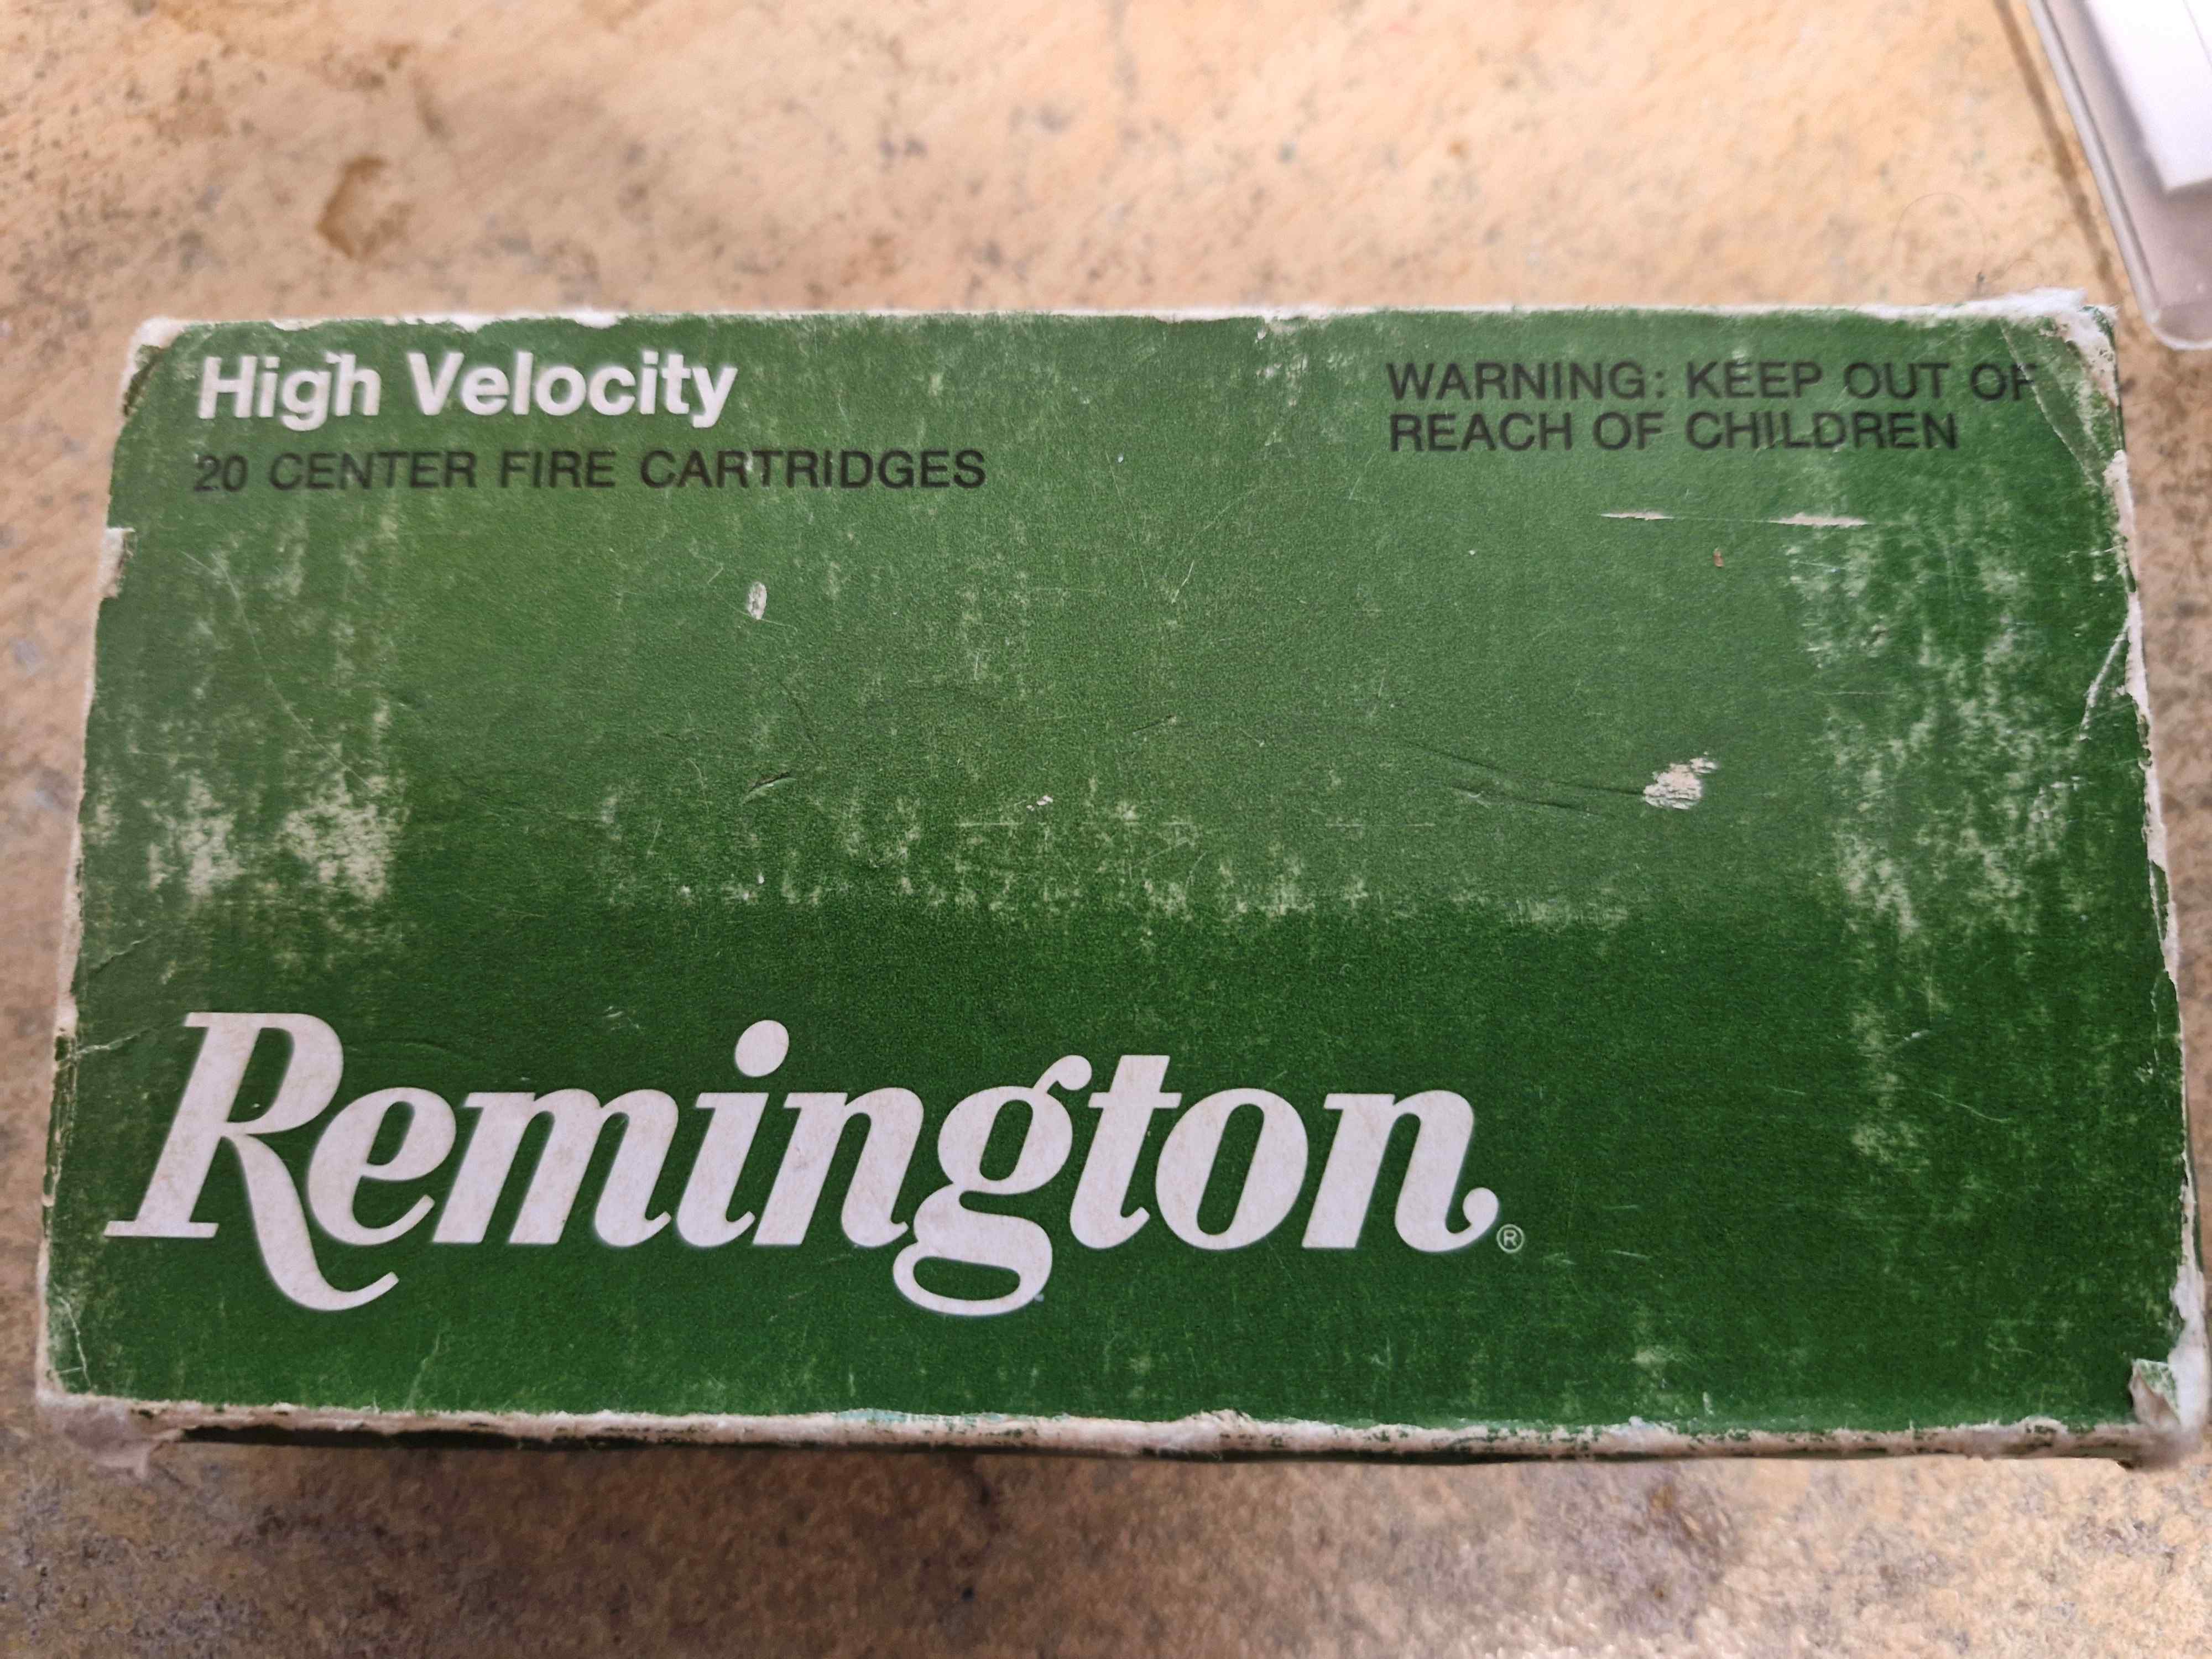 High Velocity
20 CENTER FIRE CARTRIDGES
WARNING: KEEP OUT OF
REACH OF CHILDREN
Remington®